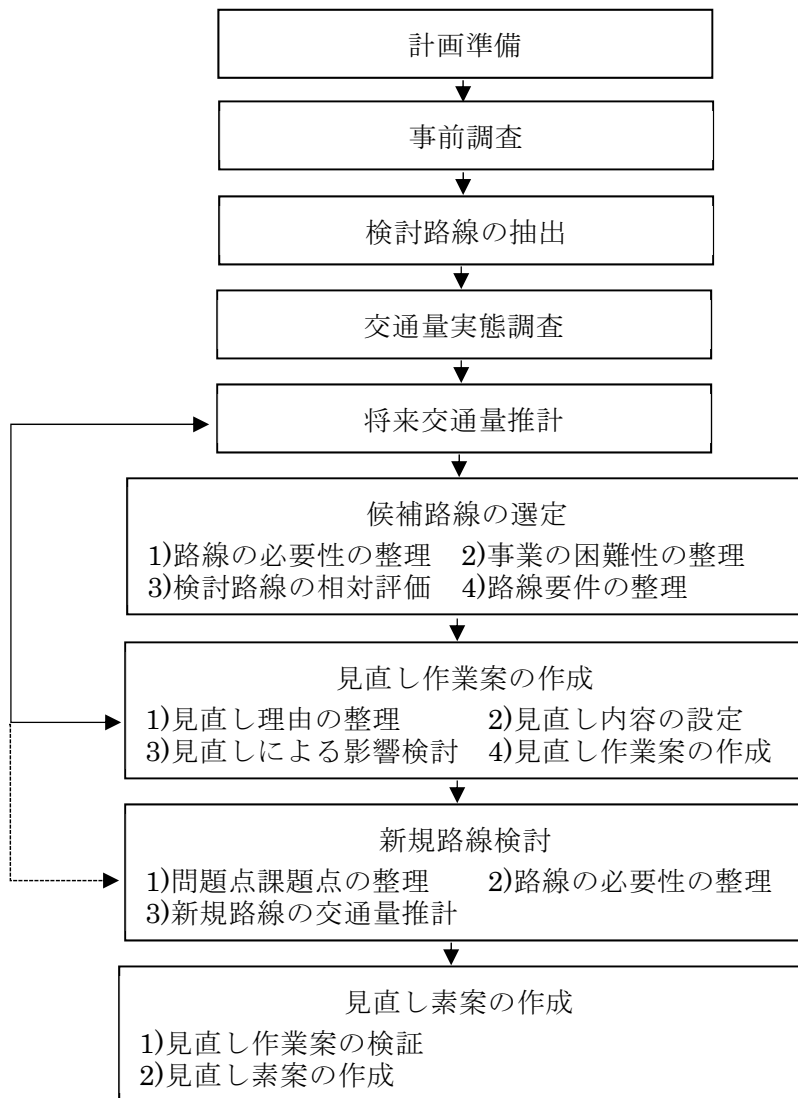 計画準備
事前調査
検討路線の抽出
交通量実態調査
将来交通量推計
候補路線の選定
1)路線の必要性の整理 2)事業の困難性の整理
3)検討路線の相対評価 4)路線要件の整理
見直し作業案の作成
1)見直し理由の整理 2)見直し内容の設定
3)見直しによる影響検討 4)見直し作業案の作成
新規路線検討
1)問題点課題点の整理 2)路線の必要性の整理
3)新規路線の交通量推計
見直し素案の作成
1)見直し作業案の検証
2)見直し素案の作成